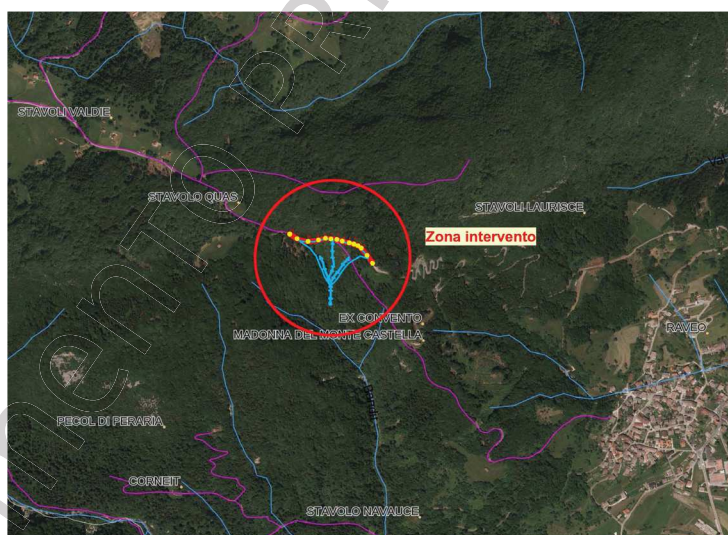 STAVOLI VALDIE
STAVOLO QUAS
STAVOLI LAURISCE
Zona intervento
EX CONVENTO
MADONNA DEL MONTE CASTELLA
RAVEO
PECOL DI PERARIA
CORNEIT
STAVOLO NAVAUCE